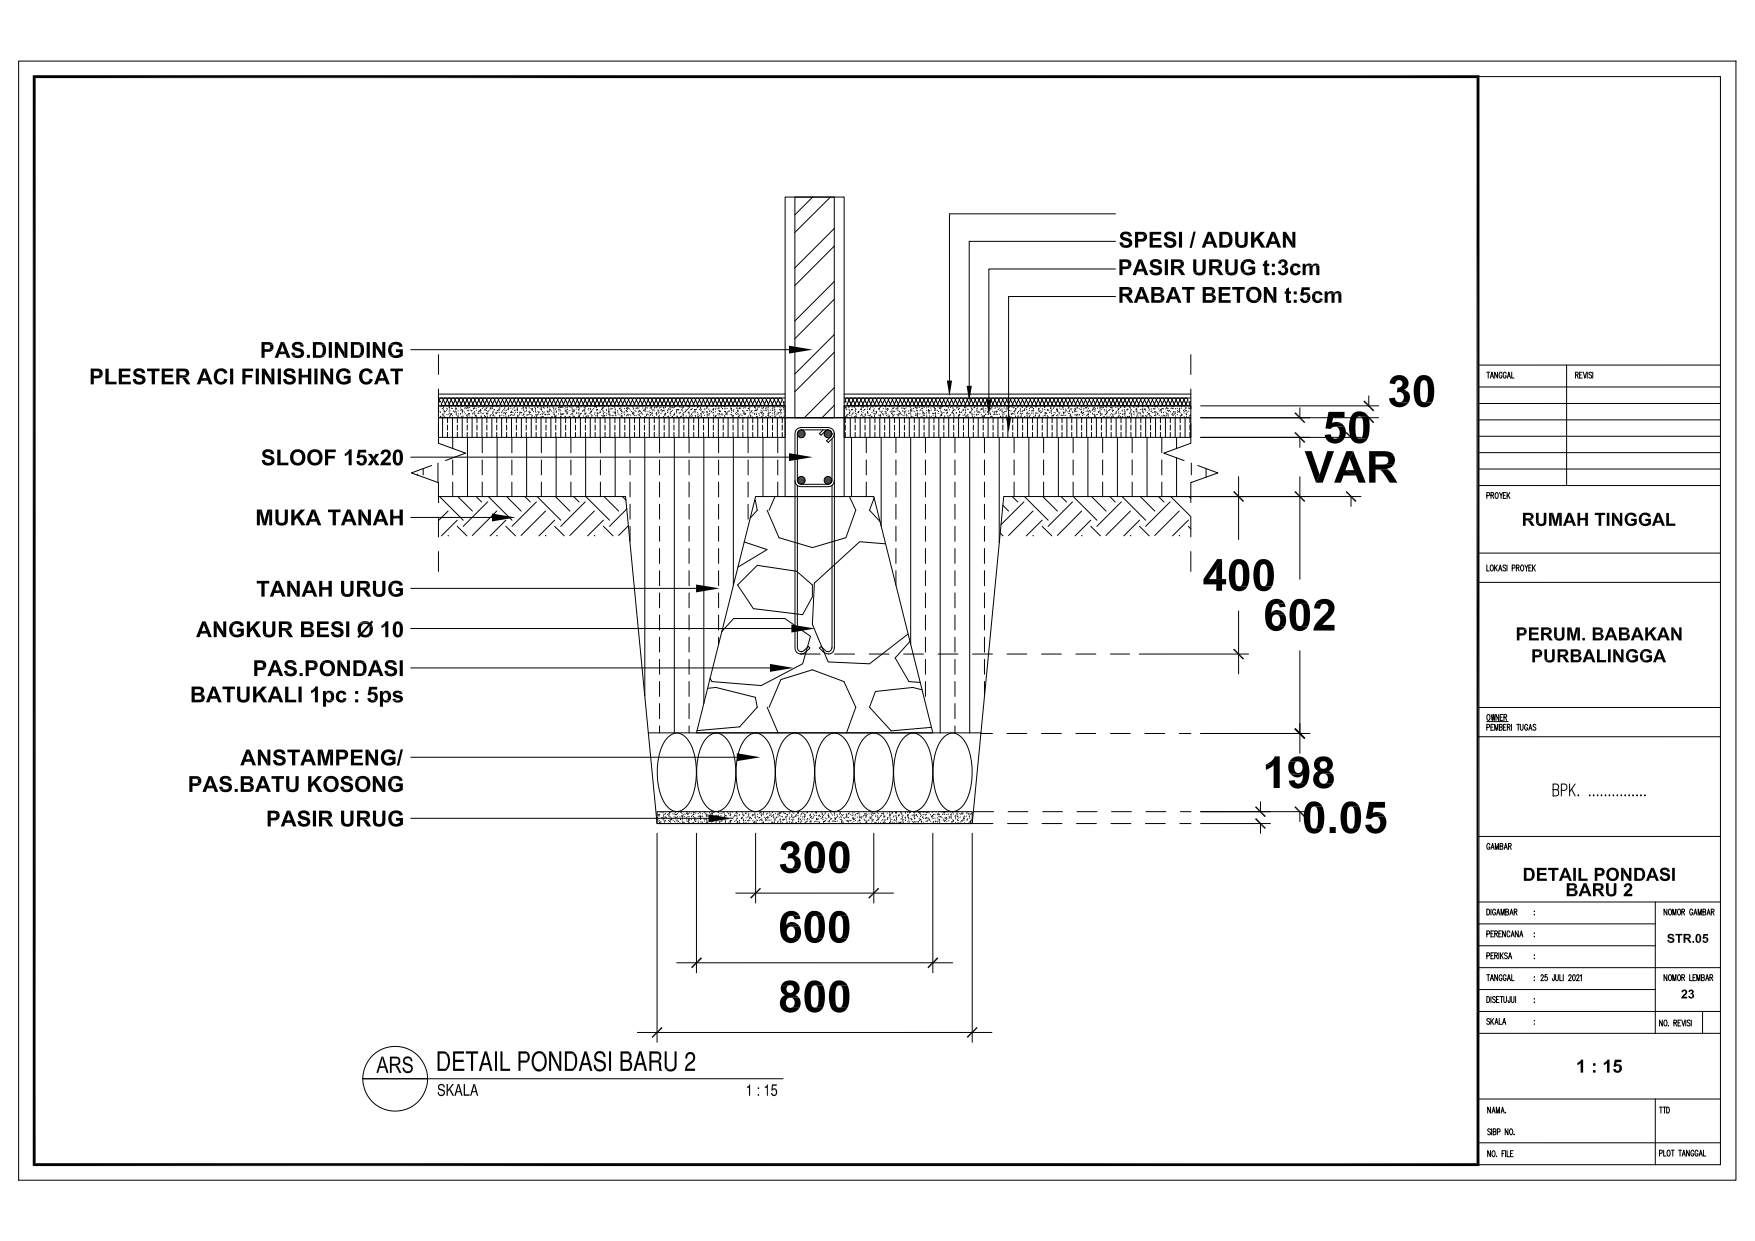 SPESI / ADUKAN
PASIR URUG t:3cm
RABAT BETON t:5cm
PAS.DINDING
PLESTER ACI FINISHING CAT
SLOOF 15x20
MUKA TANAH
TANAH URUG
ANGKUR BESI Ø 10
PAS.PONDASI
BATUKALI 1pc : 5ps
ANSTAMPENG/
PAS.BATU KOSONG
PASIR URUG
30
50
VAR
400
602
198
0.05
300
600
800
ARS
DETAIL PONDASI BARU 2
SKALA 1 : 15
TANGGAL REVISI
PROYEK
RUMAH TINGGAL
LOKASI PROYEK
PERUM. BABAKAN
PURBALINGGA
OWNER
PEMBERI TUGAS
BPK. ...............
GAMBAR
DETAIL PONDASI
BARU 2
DIGAMBAR :
NOMOR GAMBAR
PERENCANA :
STR.05
PERIKSA :
TANGGAL : 25 JULI 2021
NOMOR LEMBAR
23
DISETUJUI :
SKALA :
NO. REVISI
1 : 15
NAMA.
TTD
SIBP NO.
NO. FILE
PLOT TANGGAL